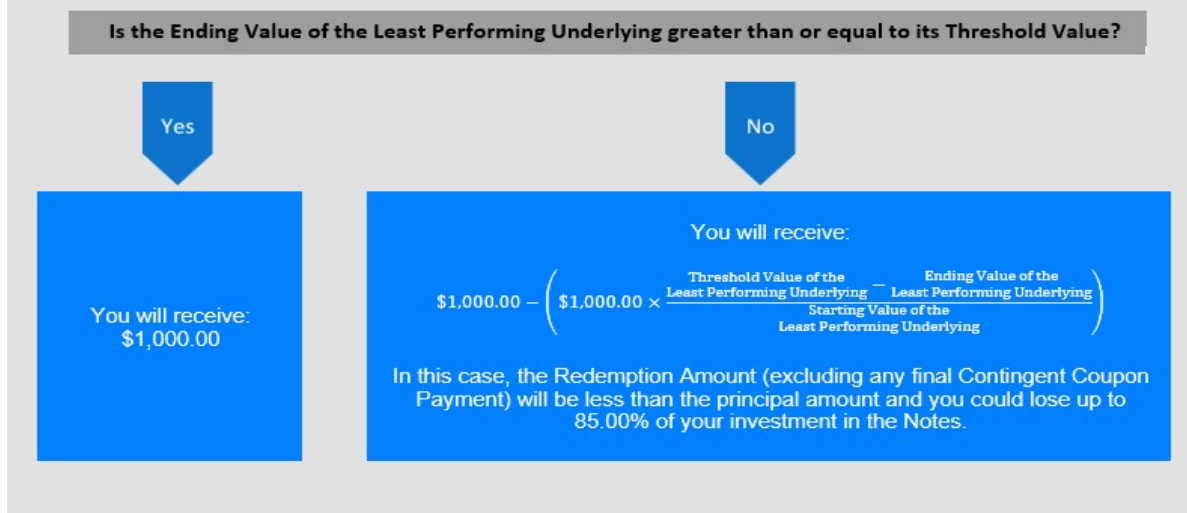 Is the Ending Value of the Least Performing Underlying greater than or equal to its Threshold Value?
Yes
No
You will receive:
$1,000.00
You will receive:
$1,000.00 − ( $1,000.00 × (Threshold Value of the Least Performing Underlying − Ending Value of the Least Performing Underlying) / Starting Value of the Least Performing Underlying )
In this case, the Redemption Amount (excluding any final Contingent Coupon
Payment) will be less than the principal amount and you could lose up to
85.00% of your investment in the Notes.